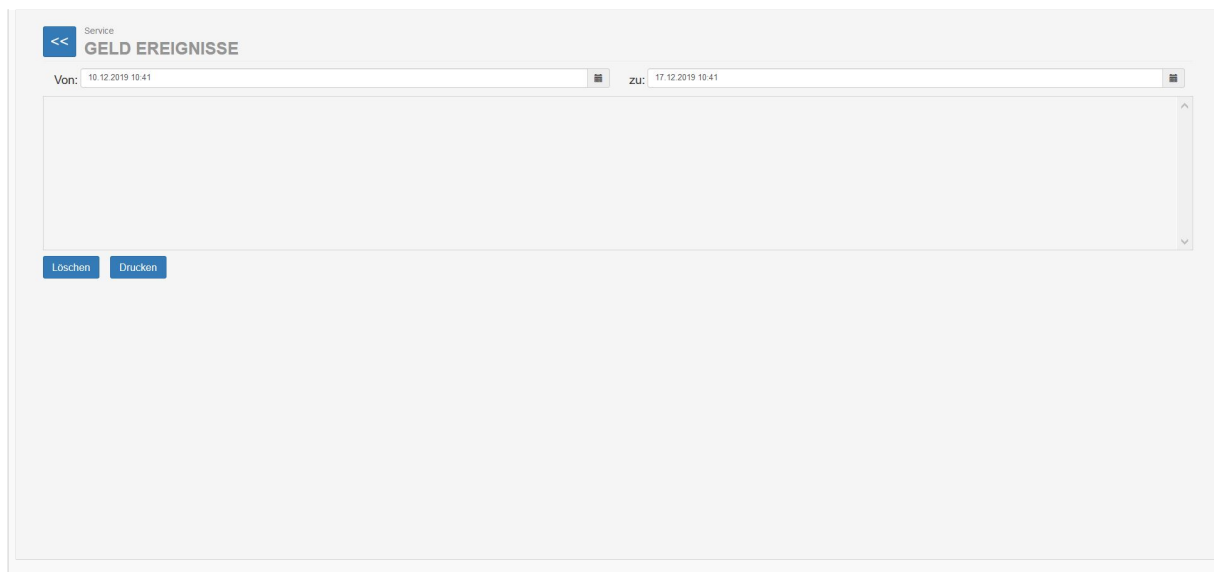 <<
Service
GELD EREIGNISSE
Von: 10.12.2019 10:41 zu: 17.12.2019 10:41
Löschen Drucken